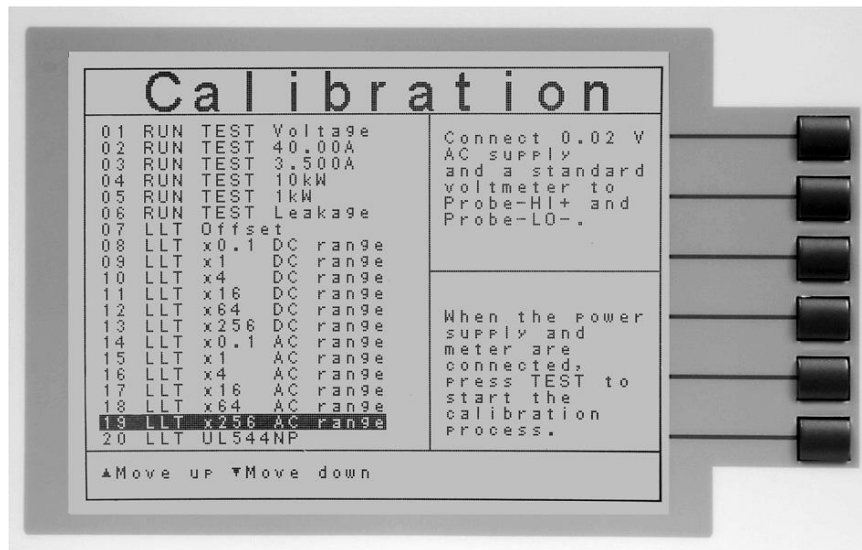 Calibration
01 RUN TEST Voltage
02 RUN TEST 40.00A
03 RUN TEST 3.500A
04 RUN TEST 10kW
05 RUN TEST 1kW
06 RUN TEST Leakage
07 LLT Offset
08 LLT x0.1 DC range
09 LLT x1 DC range
10 LLT x4 DC range
11 LLT x16 DC range
12 LLT x64 DC range
13 LLT x256 DC range
14 LLT x0.1 AC range
15 LLT x1 AC range
16 LLT x4 AC range
17 LLT x16 AC range
18 LLT x64 AC range
19 LLT x256 AC range
20 LLT UL544NP
Connect 0.02 V
AC supply
and a standard
voltmeter to
Probe-HI+ and
Probe-LO-.
When the power
supply and
meter are
connected,
press TEST to
start the
calibration
process.
▲Move up ▼Move down